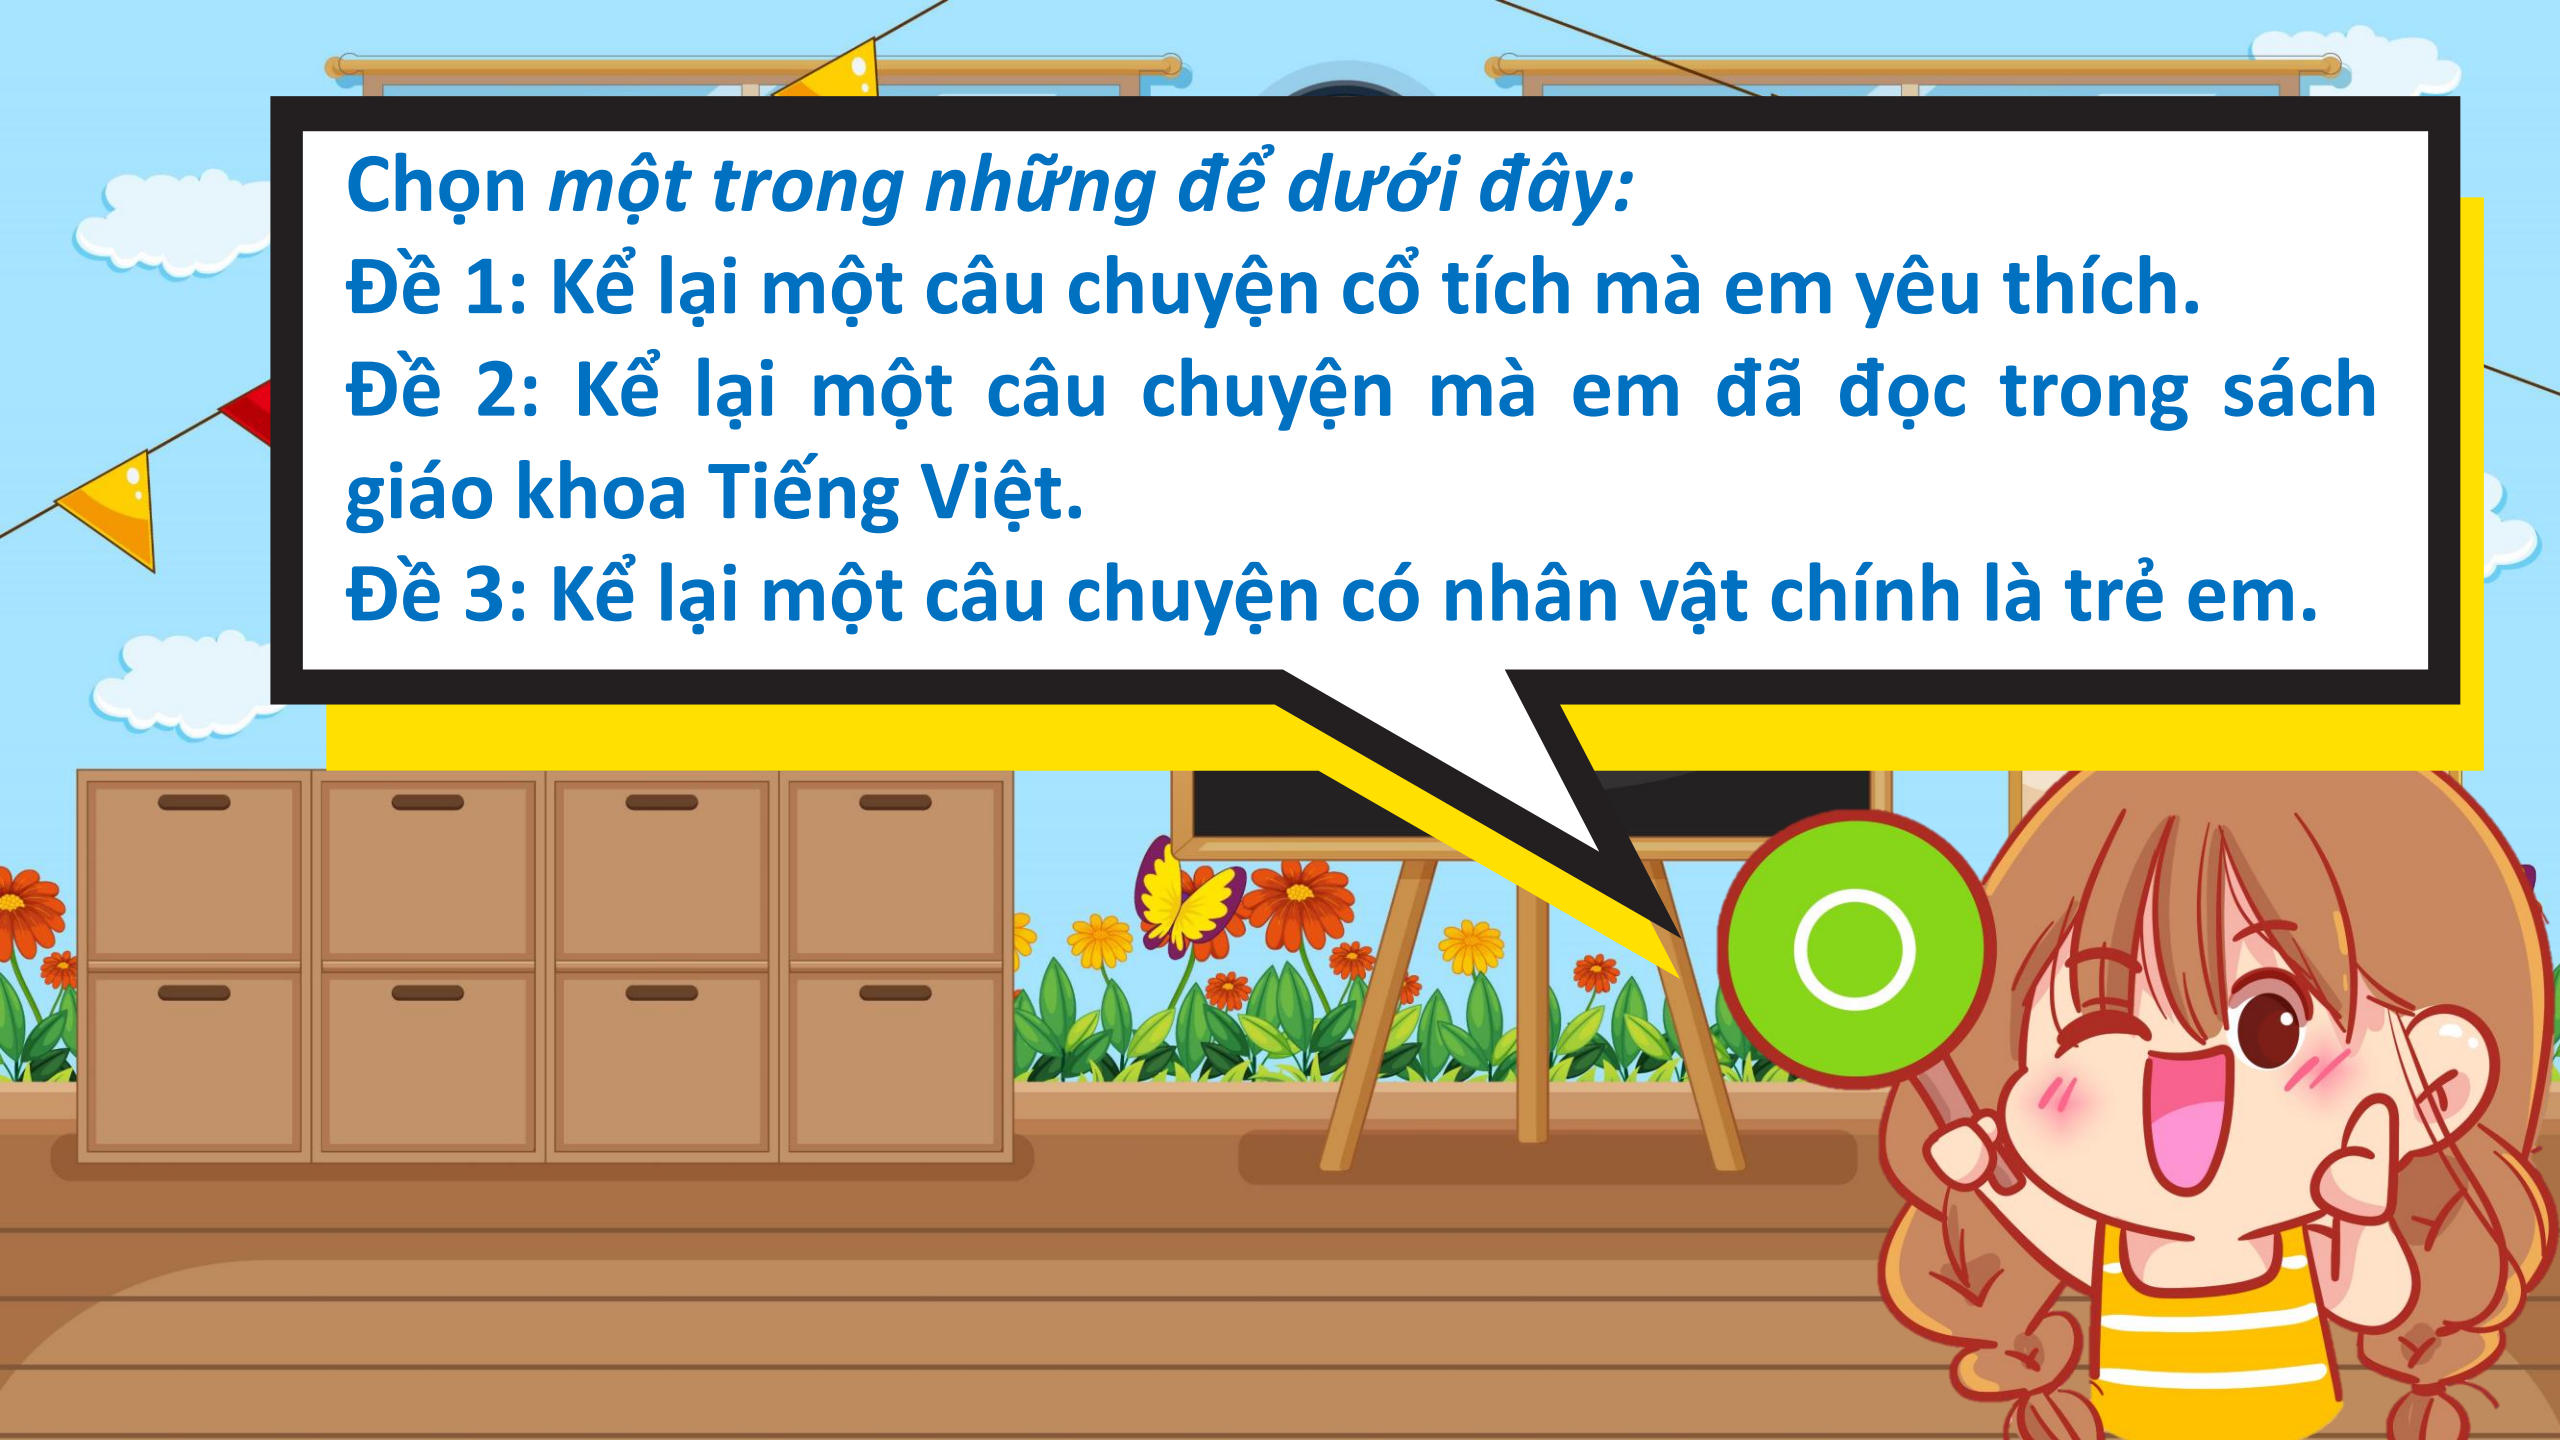 Chọn một trong những để dưới đây:
Đề 1: Kể lại một câu chuyện cổ tích mà em yêu thích.
Đề 2: Kể lại một câu chuyện mà em đã đọc trong sách
giáo khoa Tiếng Việt.
Đề 3: Kể lại một câu chuyện có nhân vật chính là trẻ em.